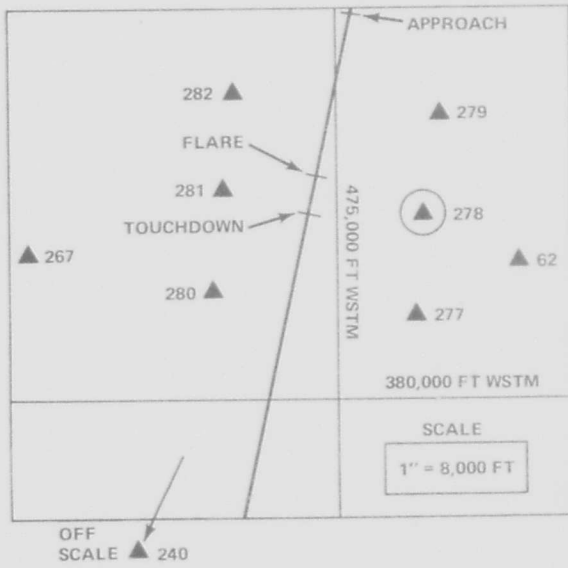 APPROACH
282
279
FLARE
281
278
TOUCHDOWN
475,000 FT WSTM
267
62
280
277
380,000 FT WSTM
SCALE
1" = 8,000 FT
OFF
SCALE 240